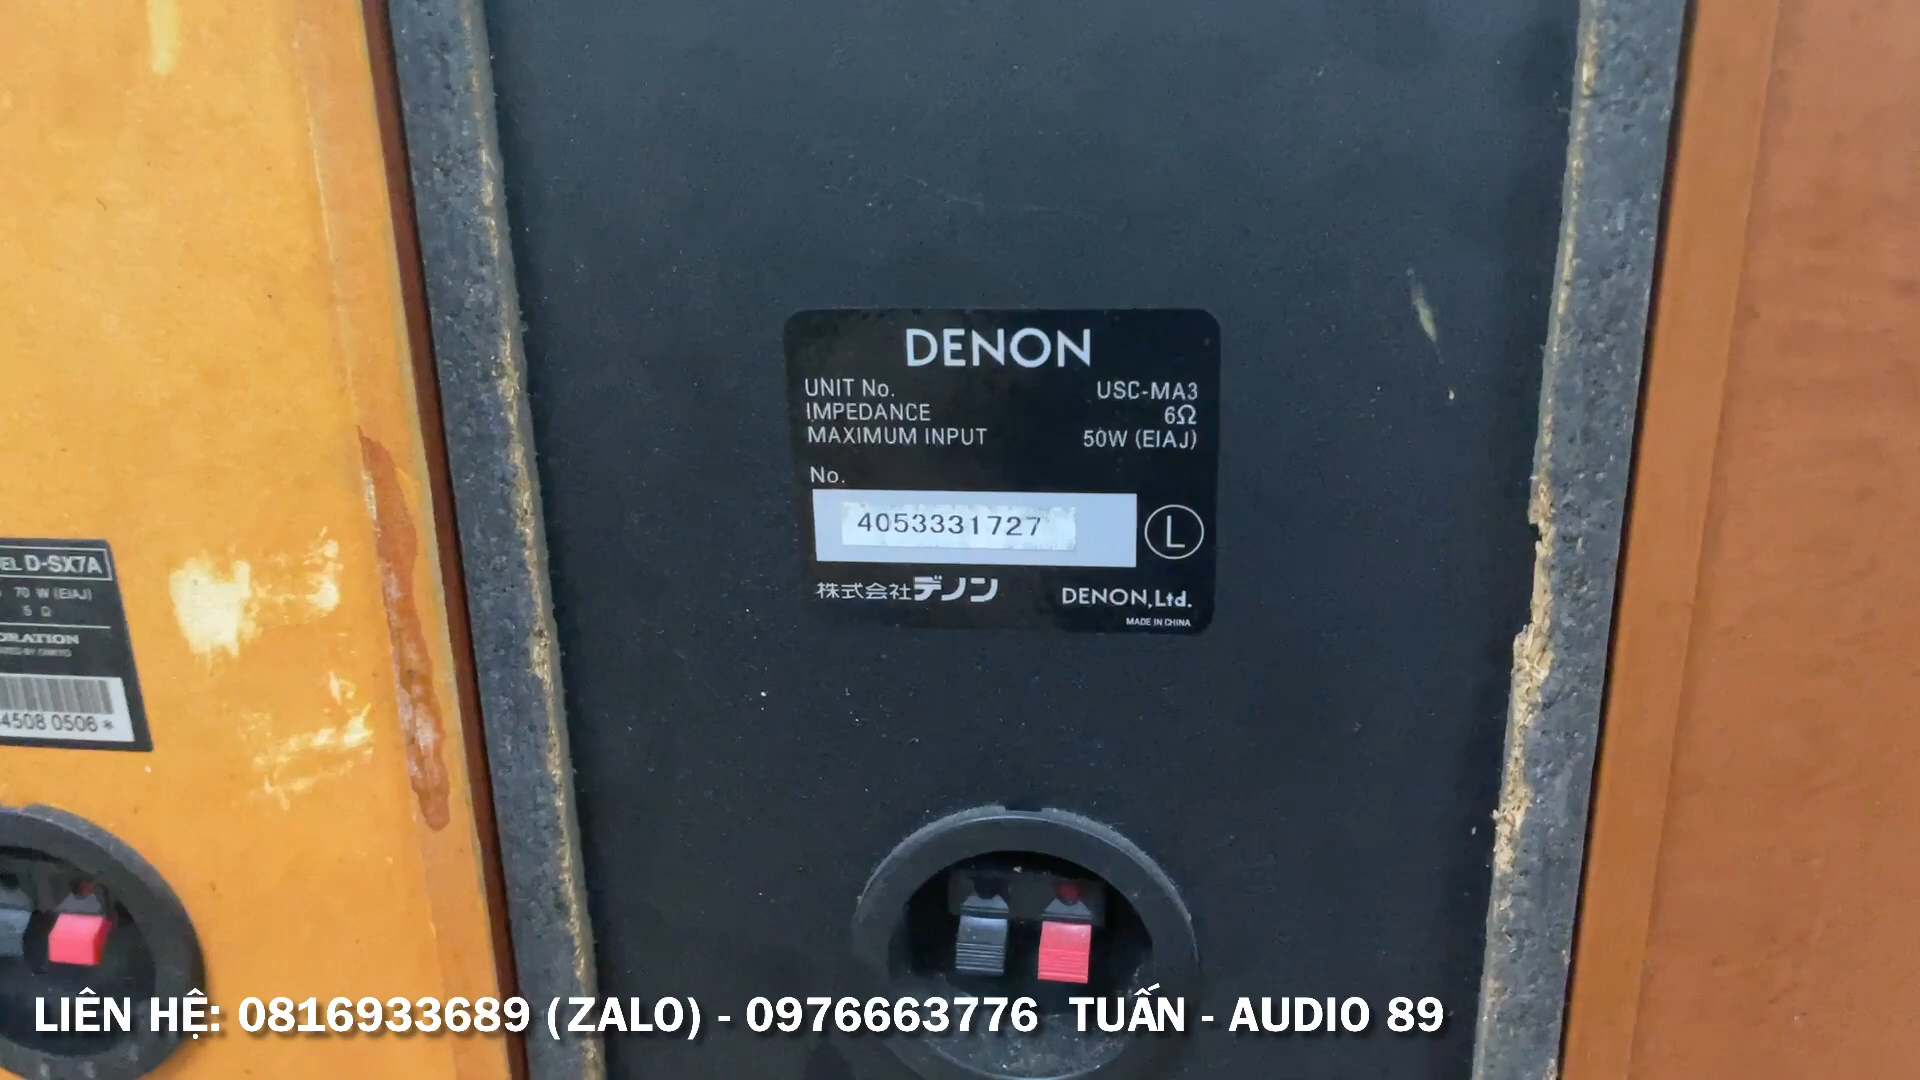 DENON
UNIT No. USC-MA3
IMPEDANCE 6Ω
MAXIMUM INPUT 50W (EIAJ)
No.
4053331727
L
株式会社デノン DENON, Ltd.
MADE IN CHINA
D-SX7A
70 W (EIAJ)
5 Ω
4508 0506 *
LIÊN HỆ: 0816933689 (ZALO) - 0976663776 TUẤN - AUDIO 89